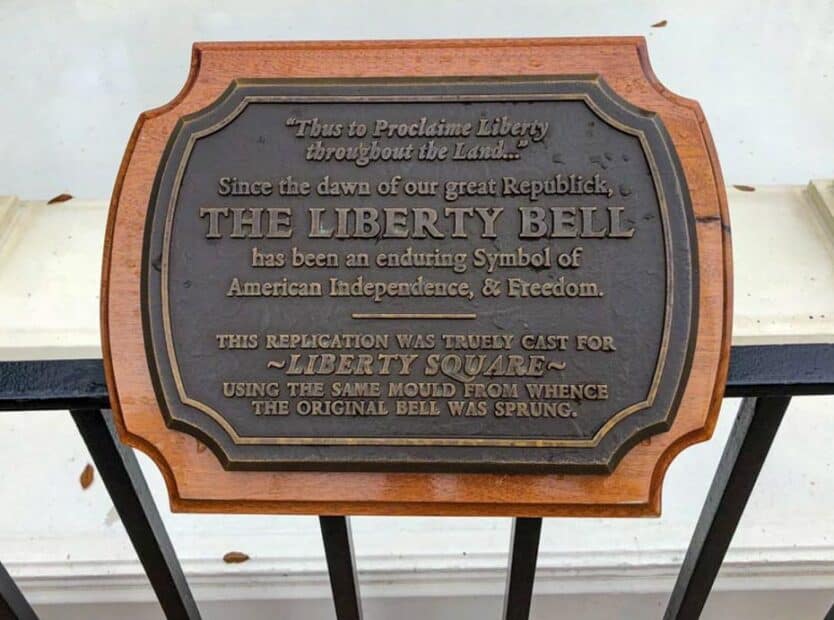 "Thus to Proclaime Liberty
throughout the Land..."
Since the dawn of our great Republick,
THE LIBERTY BELL
has been an enduring Symbol of
American Independence, & Freedom.
THIS REPLICATION WAS TRUELY CAST FOR
~LIBERTY SQUARE~
USING THE SAME MOULD FROM WHENCE
THE ORIGINAL BELL WAS SPRUNG.